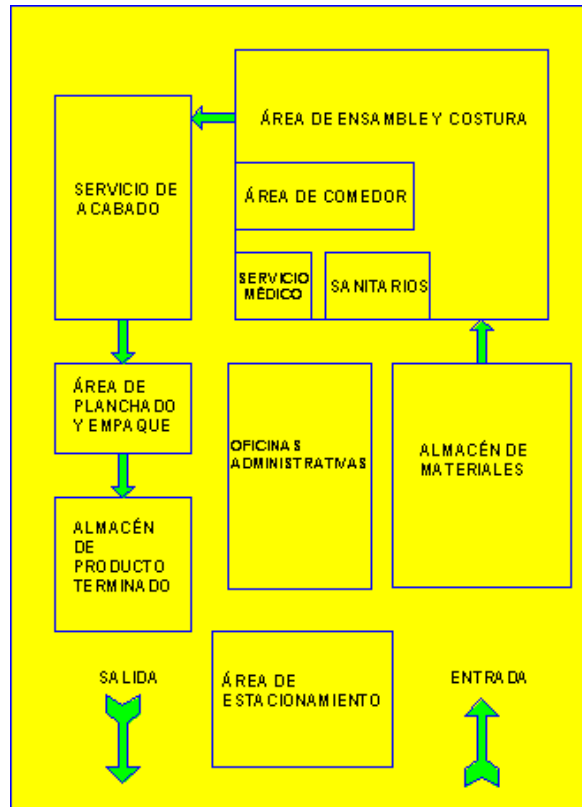 ÁREA DE ENSAMBLE Y COSTURA
SERVICIO DE
ACABADO
ÁREA DE COMEDOR
SERVICIO
MÉDICO
SANITARIOS
ÁREA DE
PLANCHADO
Y EMPAQUE
OFICINAS
ADMINISTRATIVAS
ALMACÉN DE
MATERIALES
ALMACÉN
DE
PRODUCTO
TERMINADO
SALIDA
ÁREA DE
ESTACIONAMIENTO
ENTRADA